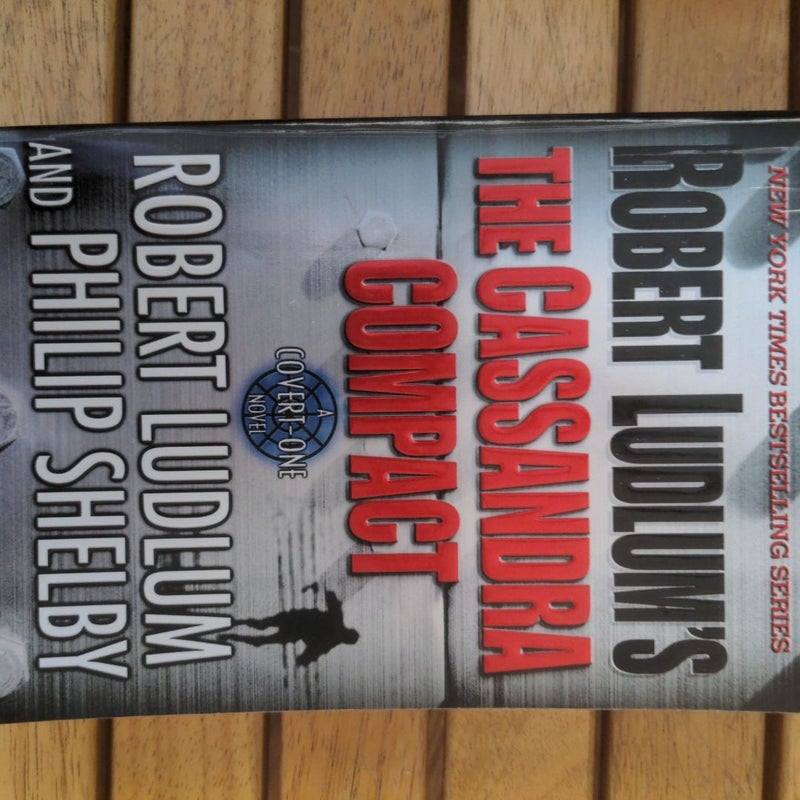 NEW YORK TIMES BESTSELLING SERIES
ROBERT LUDLUM'S
THE CASSANDRA
COMPACT
A
COVERT-ONE
NOVEL
ROBERT LUDLUM
AND PHILIP SHELBY